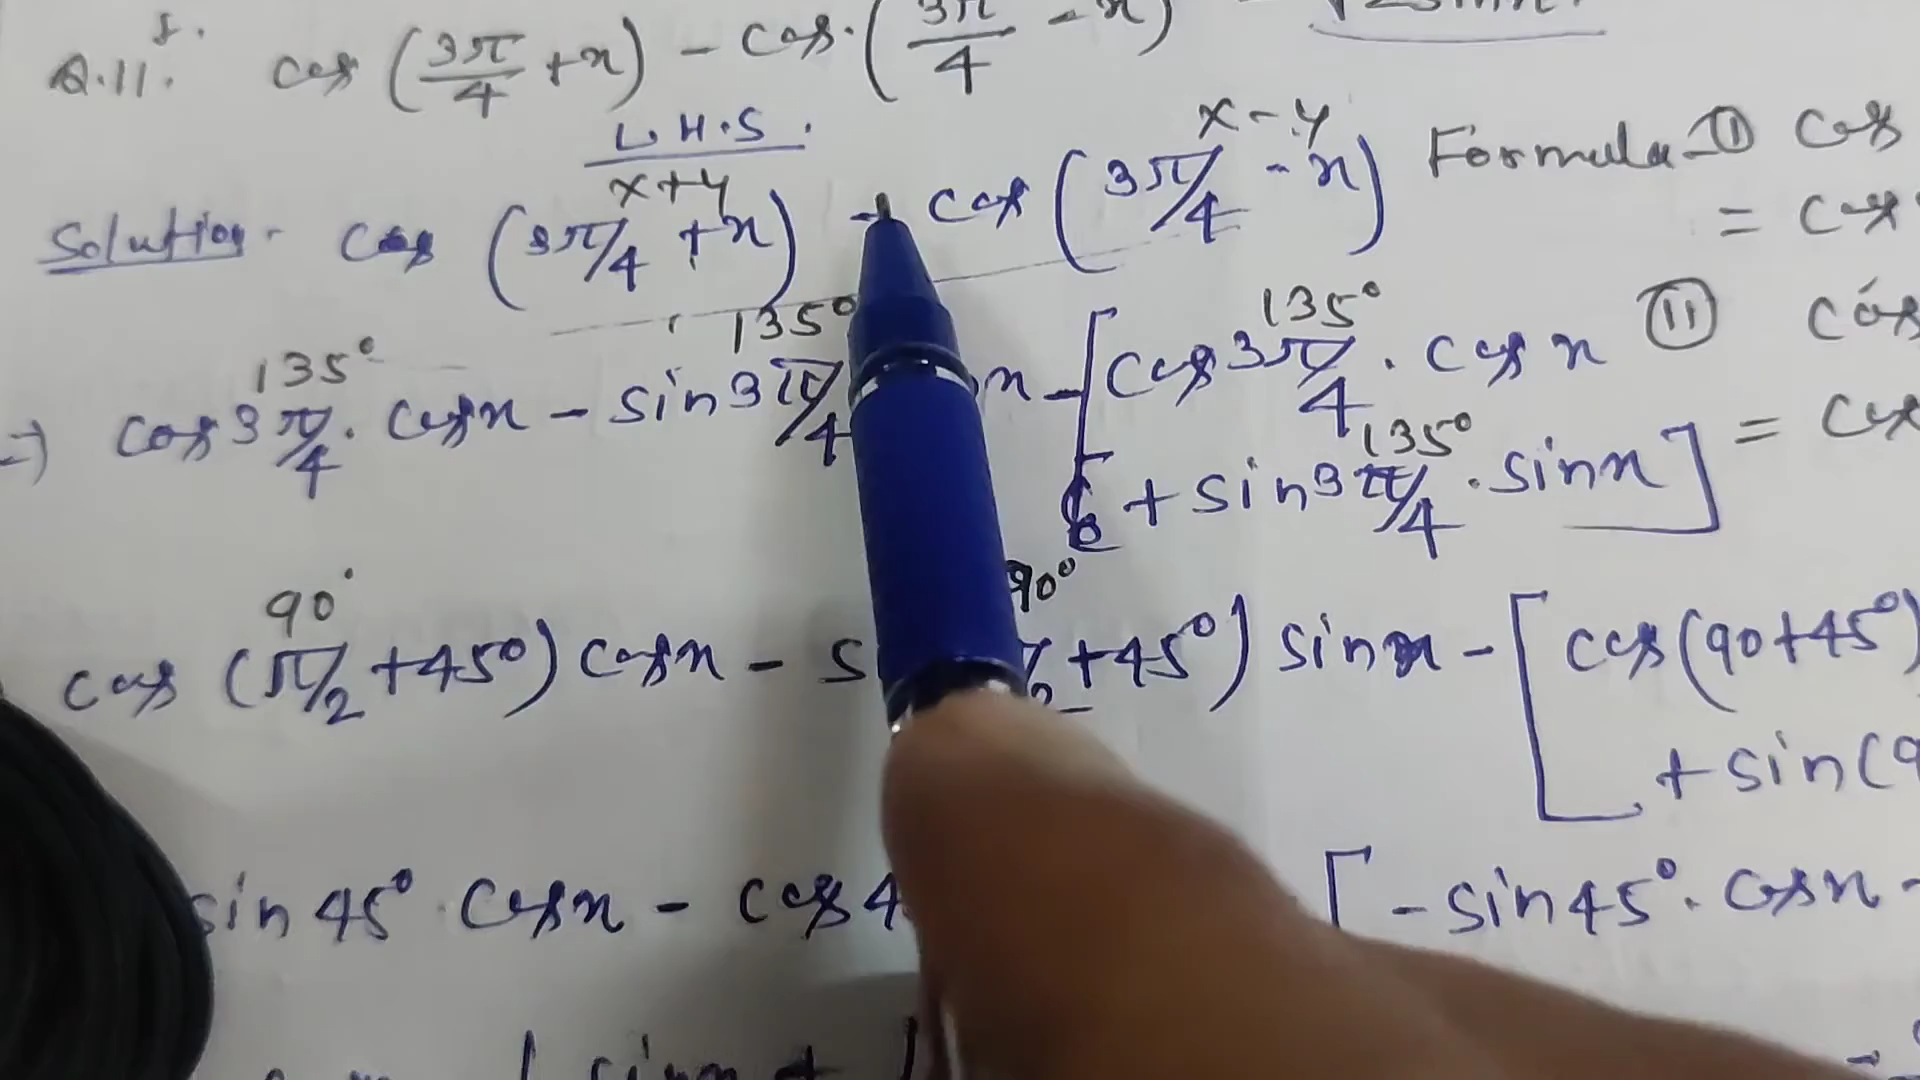 Q.11. cos (3π/4 + x) - cos. (3π/4 - x)
L.H.S.
x+y x-y
Solution - cos (3π/4 + x) - cos (3π/4 - x) Formula - ① cos
= cos
135° 135° 135°
=) cos 3π/4 . cos x - sin 3π/4 x - [cos 3π/4 . cos x ⑪ cos
135°
+ sin 3π/4 . sin x] = cos
90° 90°
cos (π/2 + 45°) cos x - s /2 + 45°) sin x - [cos (90+45°)
+ sin (9
sin 45° . cos x - cos 4 [- sin 45° . cos x -
sin x +